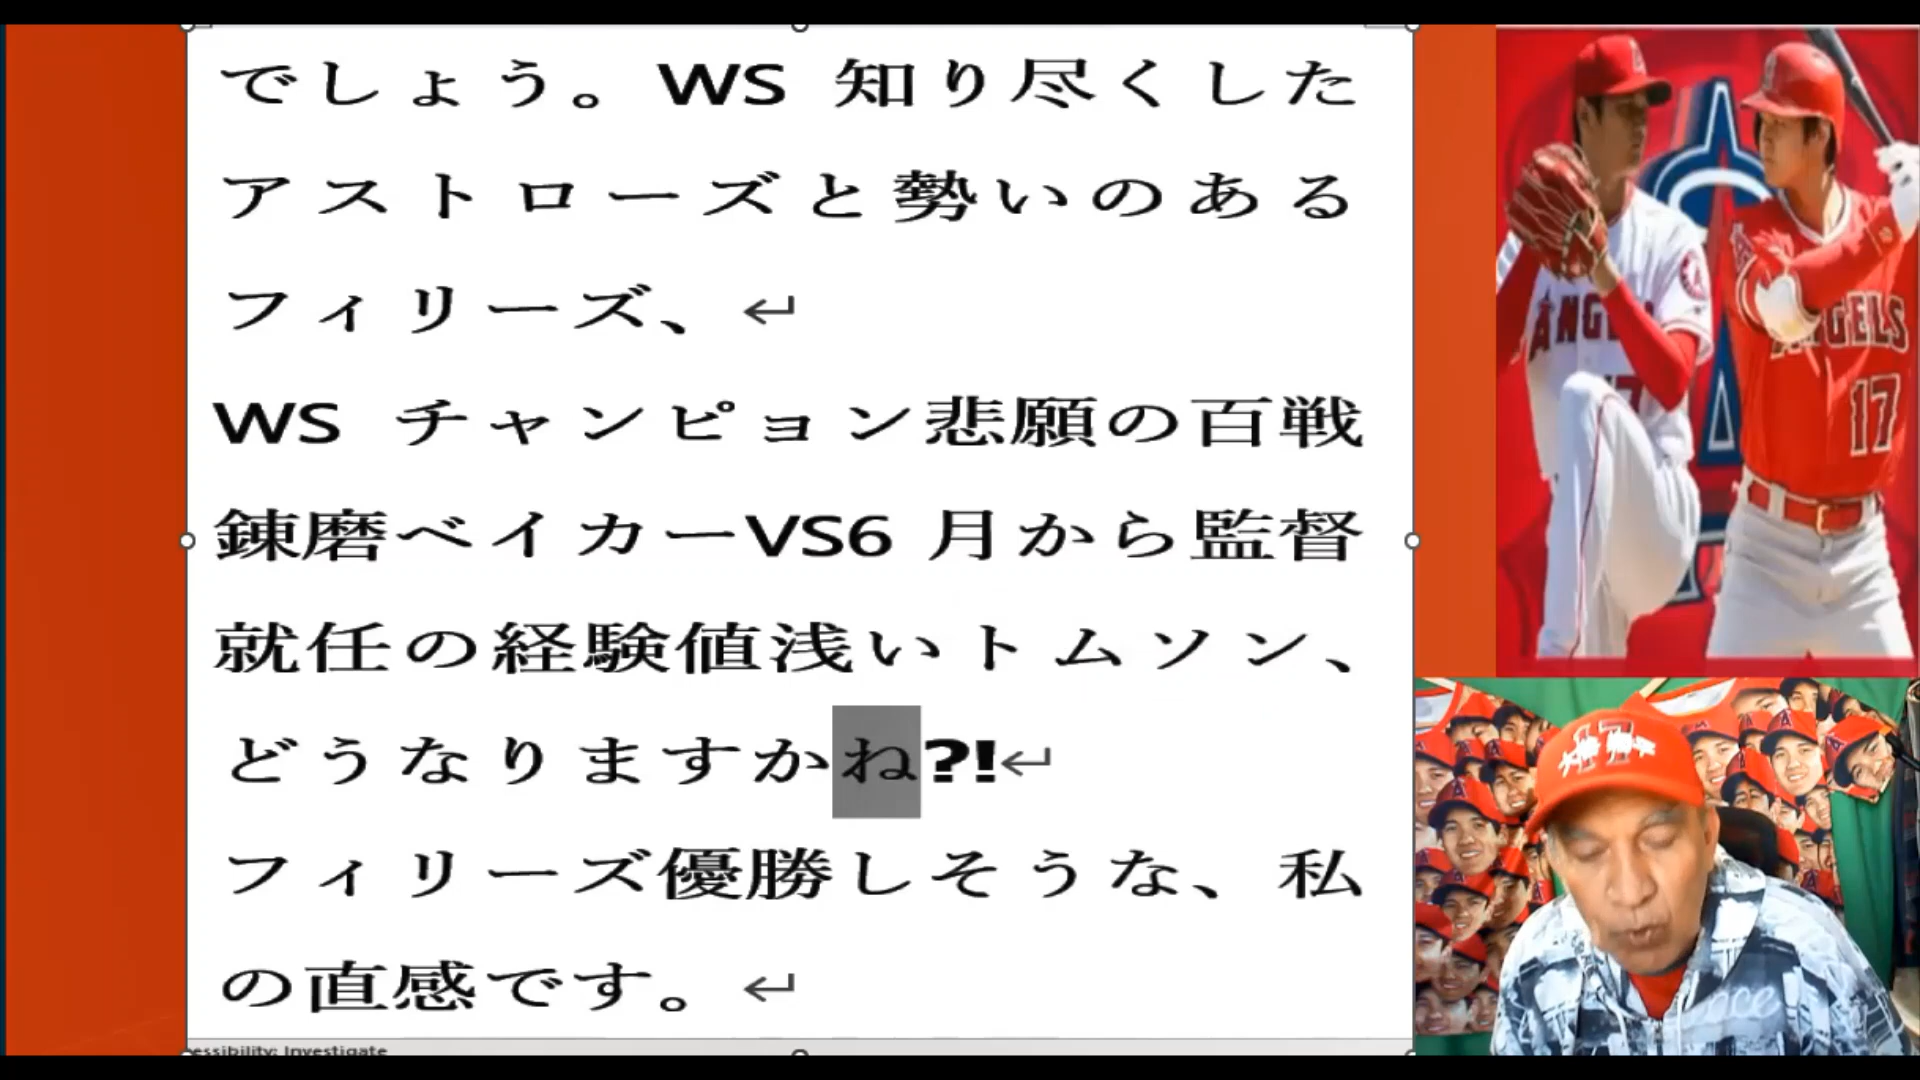 でしょう。WS 知り尽くした
アストローズと勢いのある
フィリーズ、↵
WS チャンピョン悲願の百戦
錬磨ベイカーVS6 月から監督
就任の経験値浅いトムソン、
どうなりますかね?!↵
フィリーズ優勝しそうな、私
の直感です。↵
essibility: Investigate
ANGELS
17